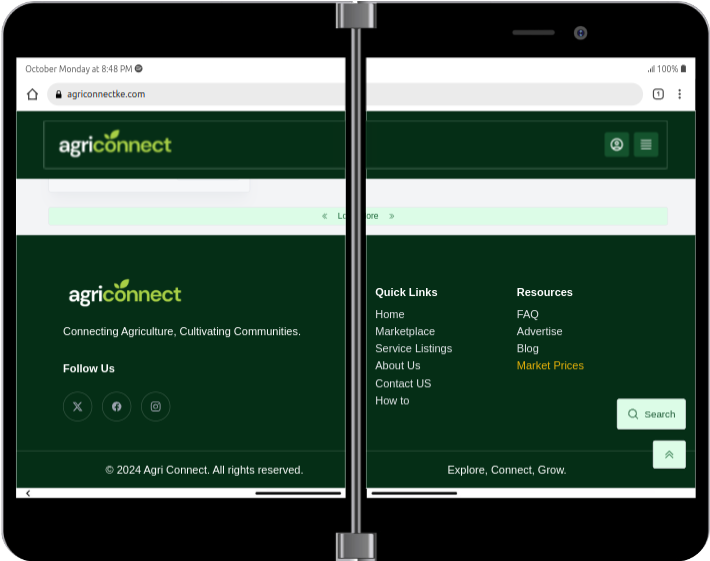 October Monday at 8:48 PM
100%
agriconnectke.com
1
agriconnect
« Lo ore »
agriconnect
Connecting Agriculture, Cultivating Communities.
Follow Us
Quick Links
Home
Marketplace
Service Listings
About Us
Contact US
How to
Resources
FAQ
Advertise
Blog
Market Prices
Search
© 2024 Agri Connect. All rights reserved.
Explore, Connect, Grow.